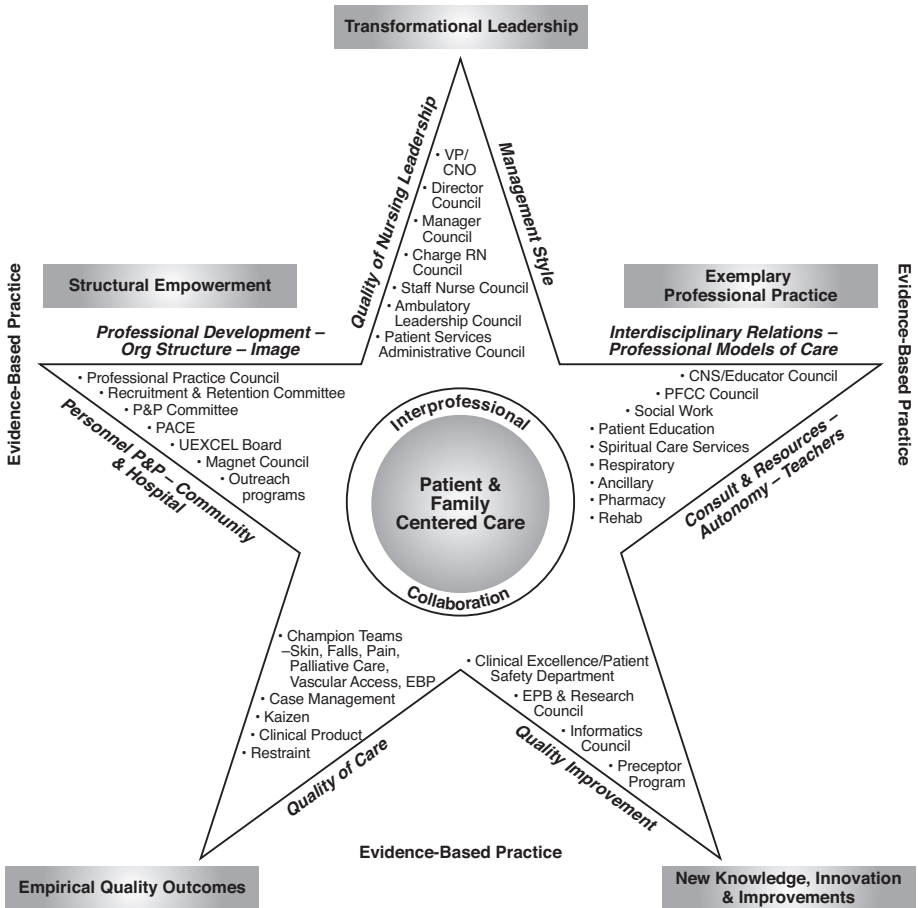 Transformational Leadership
Quality of Nursing Leadership
Management Style
• VP/
CNO
• Director
Council
• Manager
Council
• Charge RN
Council
• Staff Nurse Council
• Ambulatory
Leadership Council
• Patient Services
Administrative Council
Evidence-Based Practice
Structural Empowerment
Professional Development –
Org Structure – Image
• Professional Practice Council
• Recruitment & Retention Committee
• P&P Committee
• PACE
• UEXCEL Board
• Magnet Council
• Outreach
programs
Personnel P&P – Community
& Hospital
Exemplary
Professional Practice
Evidence-Based Practice
Interdisciplinary Relations –
Professional Models of Care
• CNS/Educator Council
• PFCC Council
• Social Work
• Patient Education
• Spiritual Care Services
• Respiratory
• Ancillary
• Pharmacy
• Rehab
Consult & Resources –
Autonomy – Teachers
Interprofessional
Patient &
Family
Centered Care
Collaboration
• Champion Teams
–Skin, Falls, Pain,
Palliative Care,
Vascular Access, EBP
• Case Management
• Kaizen
• Clinical Product
• Restraint
Quality of Care
• Clinical Excellence/Patient
Safety Department
• EPB & Research
Council
• Informatics
Council
• Preceptor
Program
Quality Improvement
Evidence-Based Practice
Empirical Quality Outcomes
New Knowledge, Innovation
& Improvements